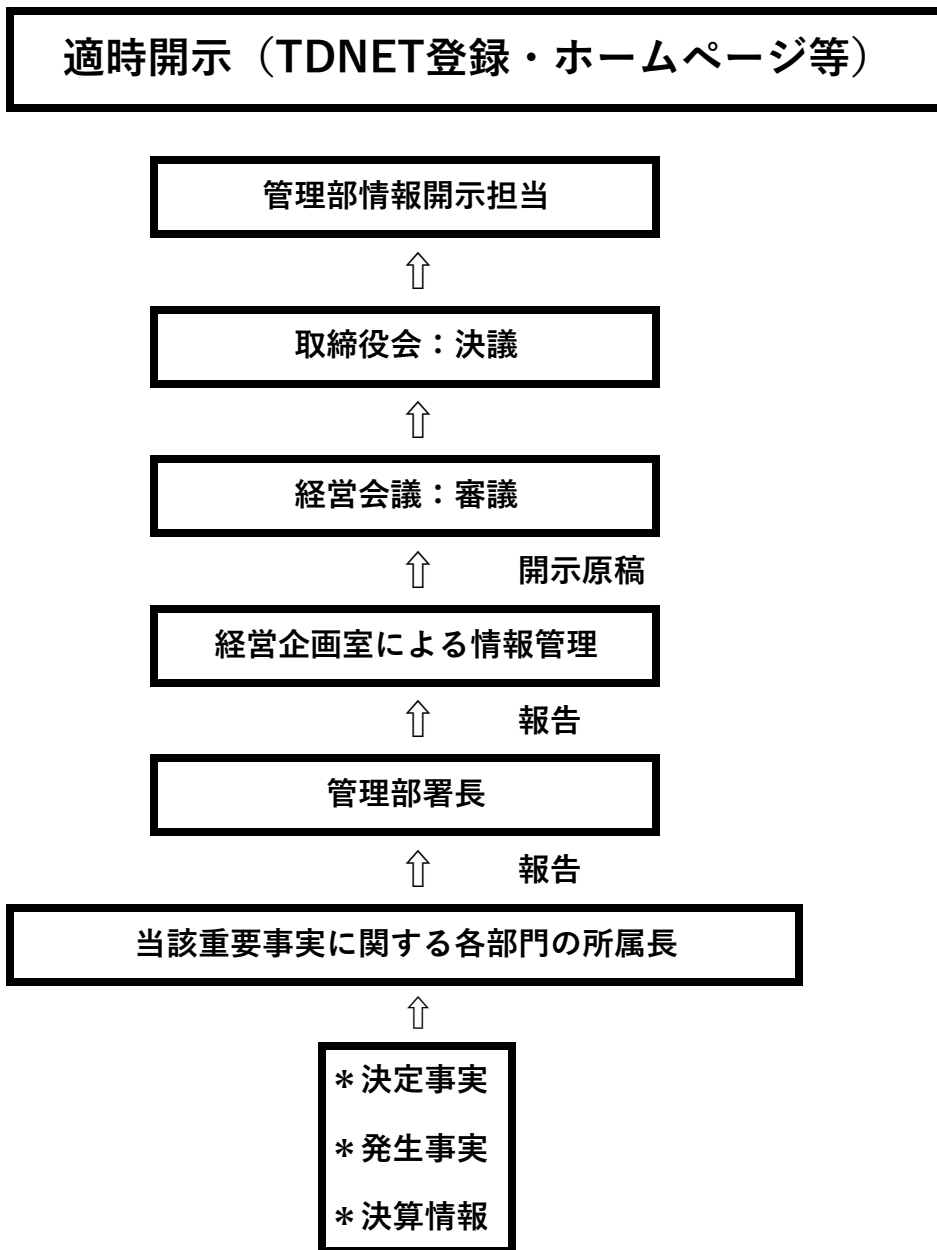 適時開示（TDNET登録・ホームページ等）
管理部情報開示担当
⇧
取締役会：決議
⇧
経営会議：審議
⇧ 開示原稿
経営企画室による情報管理
⇧ 報告
管理部署長
⇧ 報告
当該重要事実に関する各部門の所属長
⇧
＊決定事実
＊発生事実
＊決算情報